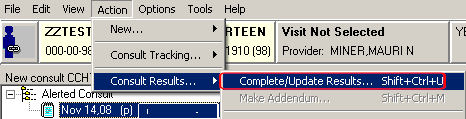 File Edit View Action Options Tools Help
ZZTEST RTEEN Visit Not Selected
000-00-98 1910 (98) Provider: MINER,MAURI N
New...
Consult Tracking...
New consult CCH Consult Results... Complete/Update Results... Shift+Ctrl+U
Alerted Consult Make Addendum... Shift+Ctrl+M
Nov 14,08 (p)